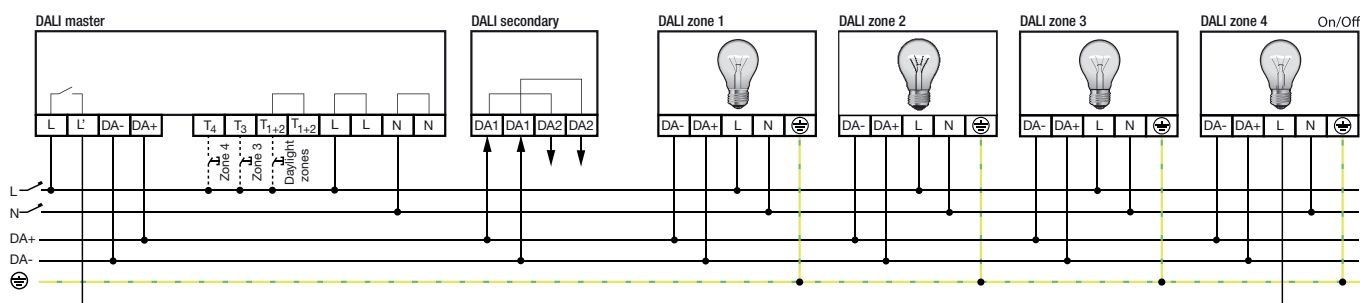 DALI master DALI secondary DALI zone 1 DALI zone 2 DALI zone 3 DALI zone 4 On/Off
L L' DA- DA+ T4 T3 T1+2 T1+2 L L N N DA1 DA1 DA2 DA2 DA- DA+ L N DA- DA+ L N DA- DA+ L N DA- DA+ L N
Zone 4
Zone 3
Daylight
zones
L
N
DA+
DA-